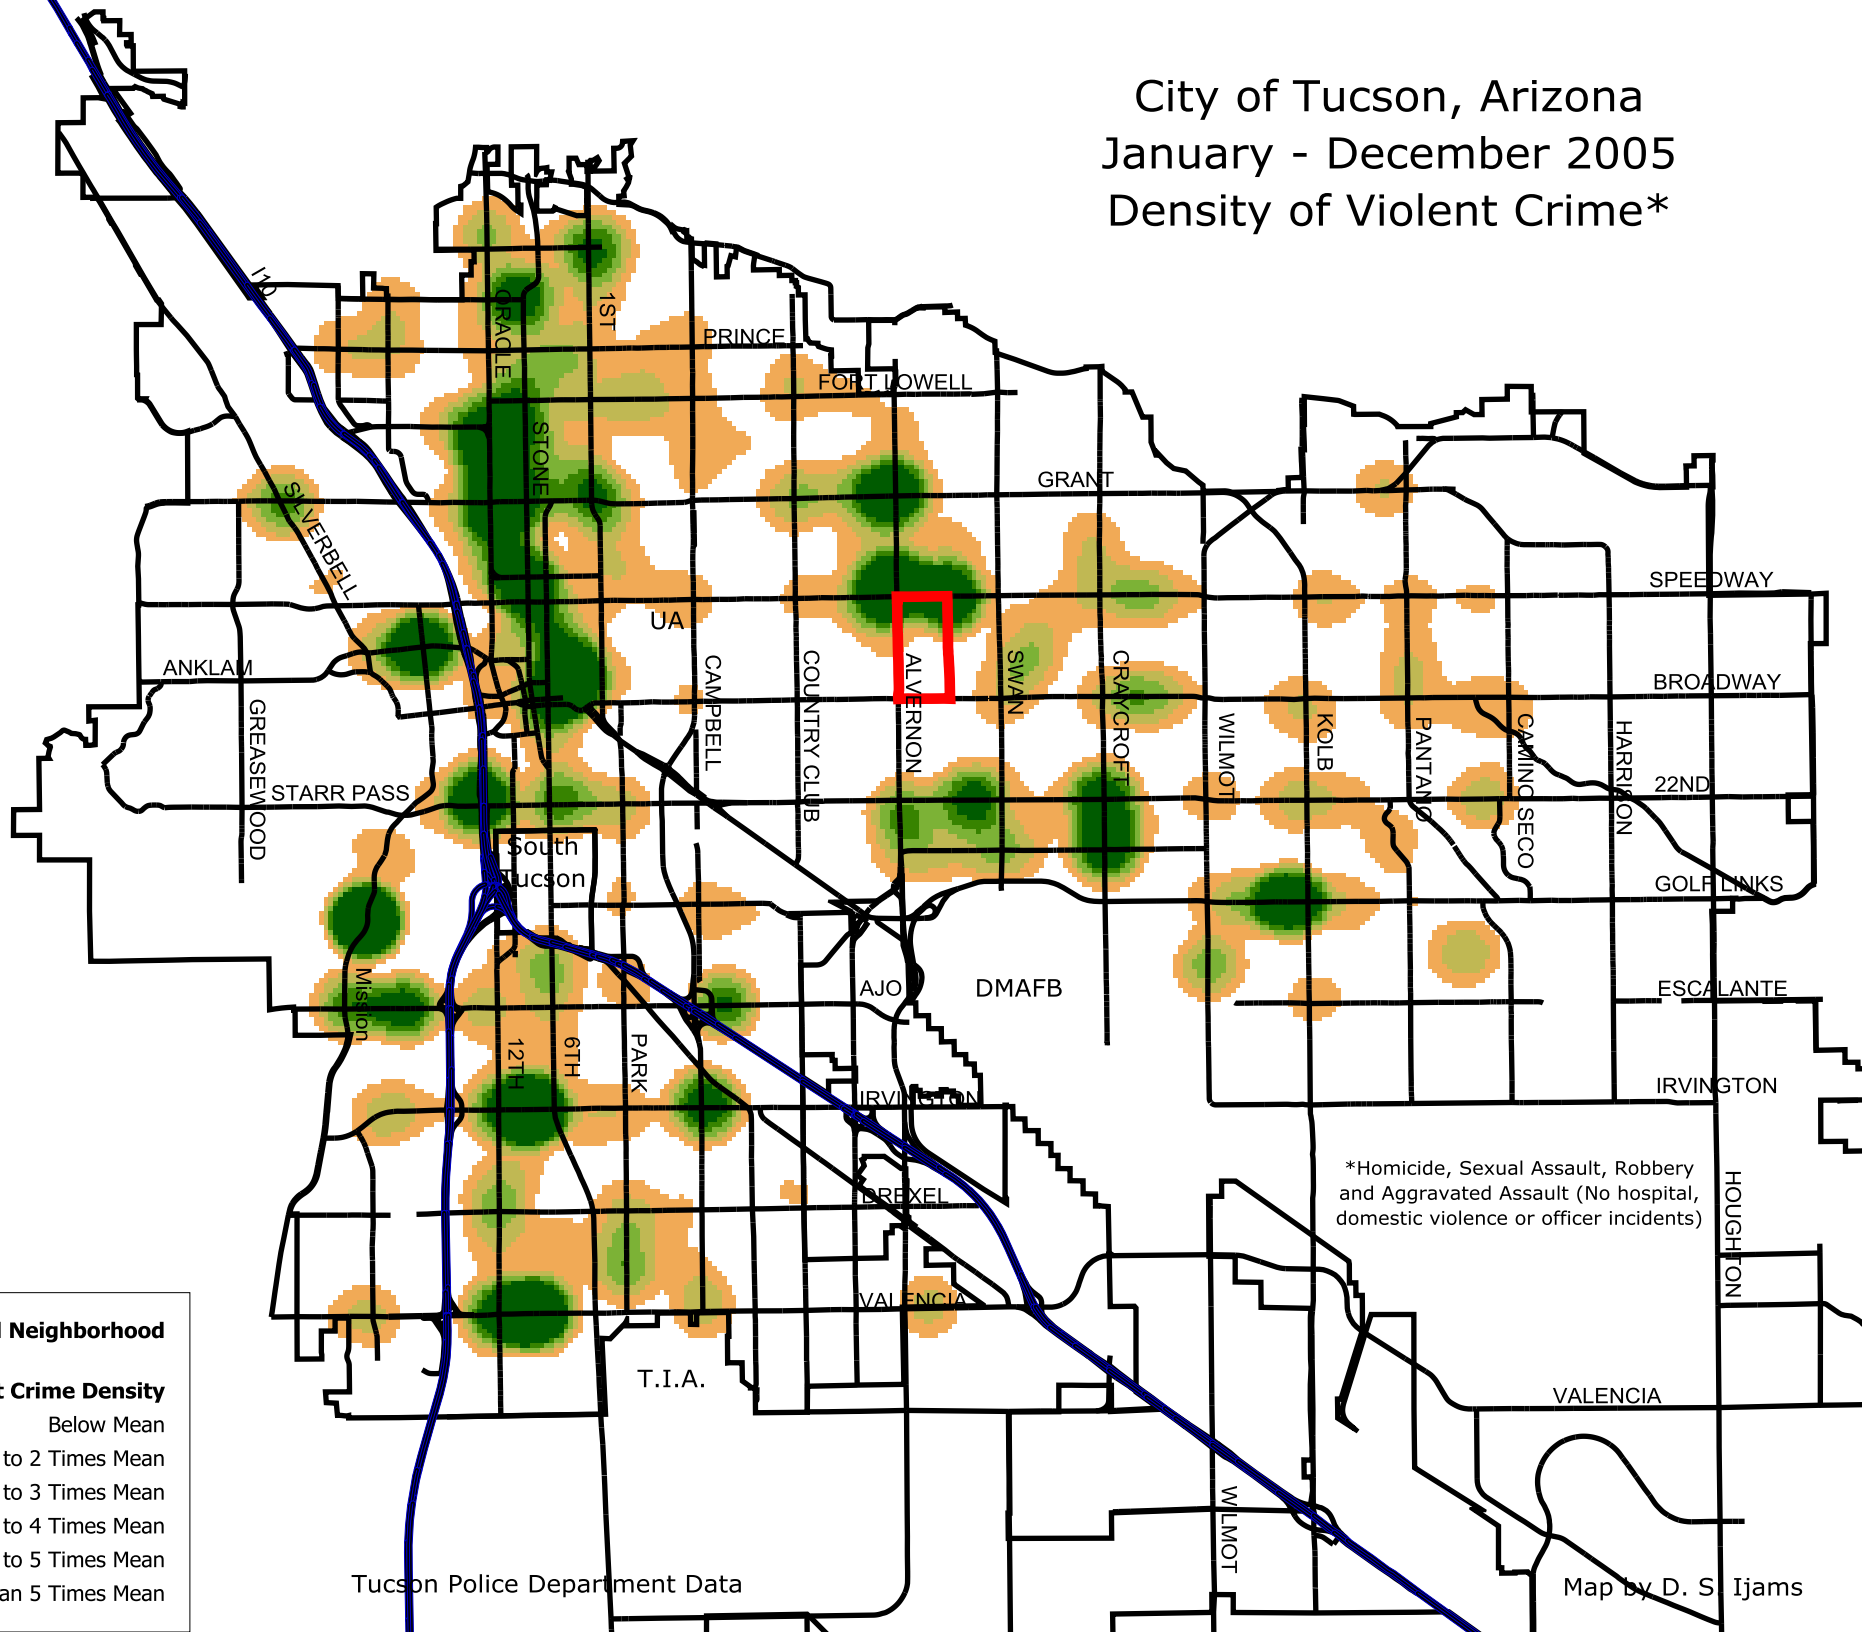 City of Tucson, Arizona
January - December 2005
Density of Violent Crime*
I10
ORACLE
1ST
PRINCE
FORT LOWELL
STONE
GRANT
SILVERBELL
SPEEDWAY
UA
ANKLAM
CAMPBELL
COUNTRY CLUB
ALVERNON
SWAN
CRAYCROFT
BROADWAY
GREASEWOOD
WILMOT
KOLB
PANTANO
CAMINO SECO
HARRISON
STARR PASS
22ND
South
Tucson
GOLF LINKS
Mission
AJO
DMAFB
ESCALANTE
12TH
6TH
PARK
IRVINGTON
IRVINGTON
*Homicide, Sexual Assault, Robbery
and Aggravated Assault (No hospital,
domestic violence or officer incidents)
DREXEL
HOUGHTON
VALENCIA
Neighborhood
T.I.A.
Crime Density
VALENCIA
Below Mean
to 2 Times Mean
to 3 Times Mean
to 4 Times Mean
to 5 Times Mean
an 5 Times Mean
WILMOT
Tucson Police Department Data
Map by D. S. Ijams